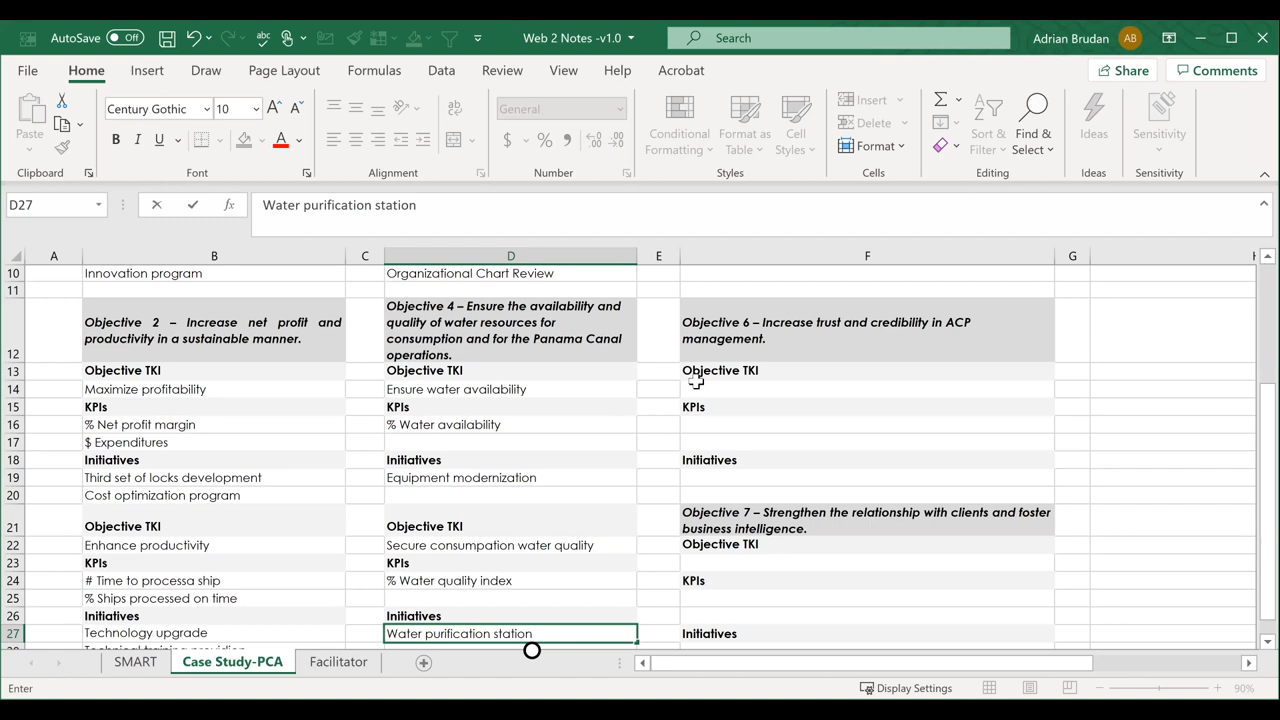 AutoSave Off Web 2 Notes -v1.0 Search Adrian Brudan AB
File Home Insert Draw Page Layout Formulas Data Review View Help Acrobat Share Comments
Century Gothic 10 General
Paste B I U $ % Conditional Formatting Format as Table Cell Styles Insert Delete Format Sort & Filter Find & Select Ideas Sensitivity
Clipboard Font Alignment Number Styles Cells Editing Ideas Sensitivity
D27 fx Water purification station
A B C D E F G H
10 Innovation program Organizational Chart Review
11
12
Objective 2 – Increase net profit and
productivity in a sustainable manner.
Objective 4 – Ensure the availability and
quality of water resources for
consumption and for the Panama Canal
operations.
Objective 6 – Increase trust and credibility in ACP
management.
13 Objective TKI Objective TKI Objective TKI
14 Maximize profitability Ensure water availability
15 KPIs KPIs KPIs
16 % Net profit margin % Water availability
17 $ Expenditures
18 Initiatives Initiatives Initiatives
19 Third set of locks development Equipment modernization
20 Cost optimization program
21 Objective TKI Objective TKI
Objective 7 – Strengthen the relationship with clients and foster
business intelligence.
22 Enhance productivity Secure consumpation water quality Objective TKI
23 KPIs KPIs
24 # Time to processa ship % Water quality index KPIs
25 % Ships processed on time
26 Initiatives Initiatives
27 Technology upgrade Water purification station Initiatives
SMART Case Study-PCA Facilitator
Enter Display Settings 90%